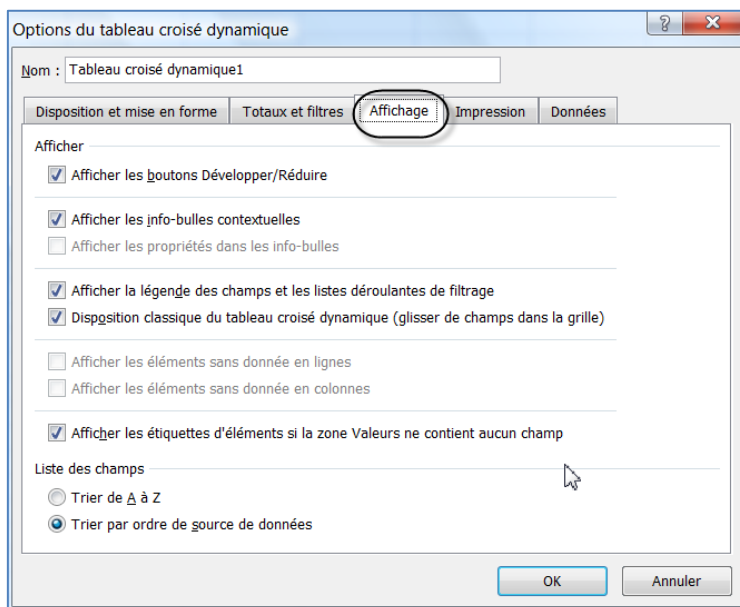 Options du tableau croisé dynamique
Nom : Tableau croisé dynamique1
Disposition et mise en forme Totaux et filtres Affichage Impression Données
Afficher
Afficher les boutons Développer/Réduire
Afficher les info-bulles contextuelles
Afficher les propriétés dans les info-bulles
Afficher la légende des champs et les listes déroulantes de filtrage
Disposition classique du tableau croisé dynamique (glisser de champs dans la grille)
Afficher les éléments sans donnée en lignes
Afficher les éléments sans donnée en colonnes
Afficher les étiquettes d'éléments si la zone Valeurs ne contient aucun champ
Liste des champs
Trier de A à Z
Trier par ordre de source de données
OK Annuler